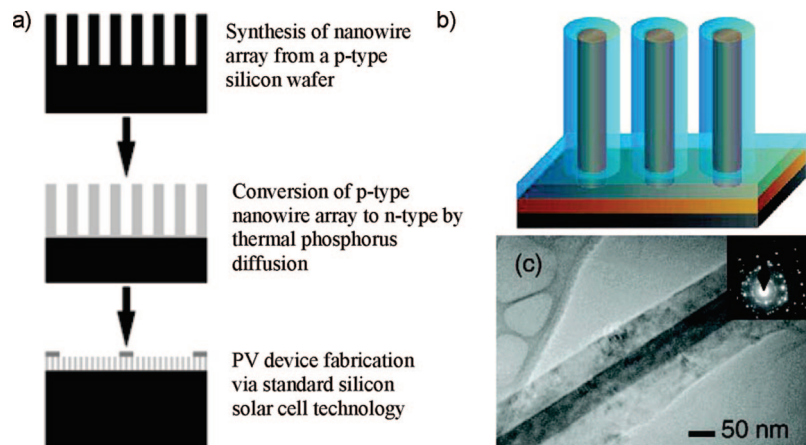 a)
Synthesis of nanowire
array from a p-type
silicon wafer
Conversion of p-type
nanowire array to n-type by
thermal phosphorus
diffusion
PV device fabrication
via standard silicon
solar cell technology
b)
(c)
50 nm